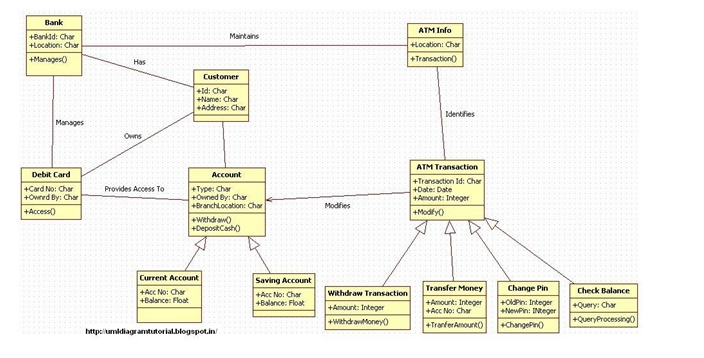 Bank
+BankId: Char
+Location: Char
+Manages()
Maintains
ATM Info
+Location: Char
+Transaction()
Has
Customer
+Id: Char
+Name: Char
+Address: Char
Manages
Owns
Identifies
Debit Card
+Card No: Char
+Ownrd By: Char
+Access()
Provides Access To
Account
+Type: Char
+Owned By: Char
+BranchLocation: Char
+Withdraw()
+DepositCash()
Modifies
ATM Transaction
+Transaction Id: Char
+Date: Date
+Amount: Integer
+Modify()
Current Account
+Acc No: Char
+Balance: Float
Saving Account
+Acc No: Char
+Balance: Float
Withdraw Transaction
+Amount: Integer
+WithdrawMoney()
Transfer Money
+Amount: Integer
+Acc No: Char
+TranferAmount()
Change Pin
+OldPin: Integer
+NewPin: INteger
+ChangePin()
Check Balance
+Query: Char
+QueryProcessing()
http://umldiagramtutorial.blogspot.in/